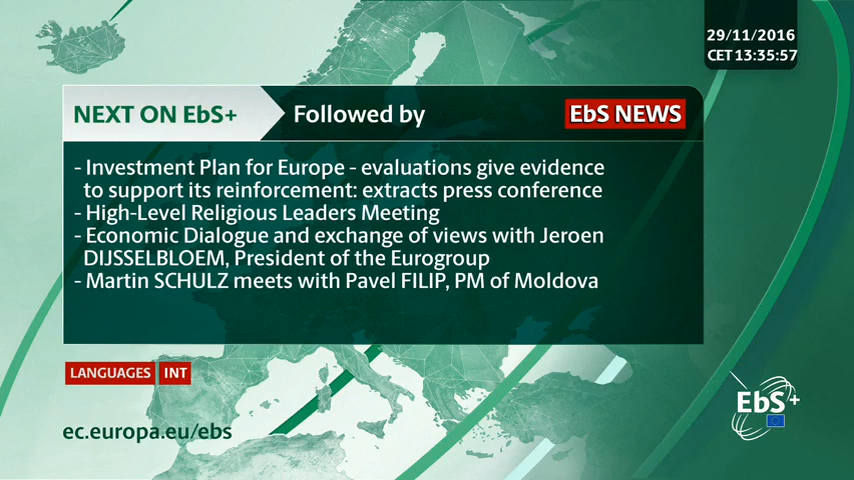 29/11/2016
CET 13:35:57
NEXT ON EbS+
Followed by
EbS NEWS
- Investment Plan for Europe - evaluations give evidence
to support its reinforcement: extracts press conference
- High-Level Religious Leaders Meeting
- Economic Dialogue and exchange of views with Jeroen
DIJSSELBLOEM, President of the Eurogroup
- Martin SCHULZ meets with Pavel FILIP, PM of Moldova
LANGUAGES INT
EbS+
ec.europa.eu/ebs